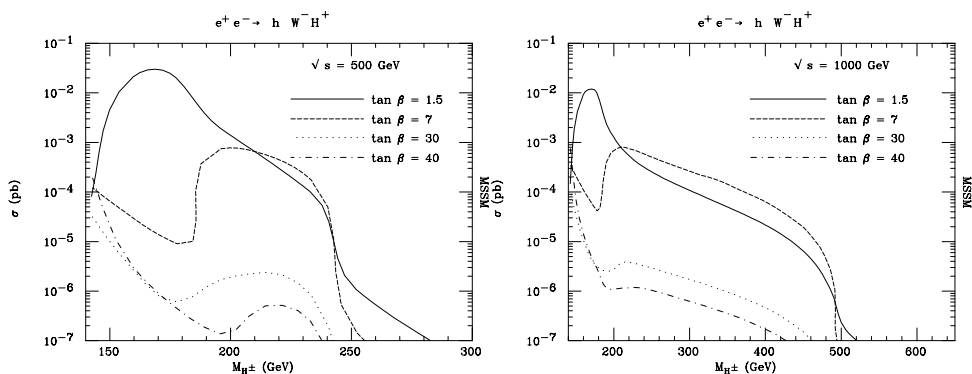 e⁺ e⁻ → h W⁻H⁺
√ s = 500 GeV
tan β = 1.5
tan β = 7
tan β = 30
tan β = 40
10⁻¹
10⁻²
10⁻³
10⁻⁴
10⁻⁵
10⁻⁶
10⁻⁷
σ (pb)
MSSM
150 200 250 300
M_H± (GeV)
e⁺ e⁻ → h W⁻H⁺
√ s = 1000 GeV
tan β = 1.5
tan β = 7
tan β = 30
tan β = 40
10⁻¹
10⁻²
10⁻³
10⁻⁴
10⁻⁵
10⁻⁶
10⁻⁷
σ (pb)
MSSM
200 300 400 500 600
M_H± (GeV)